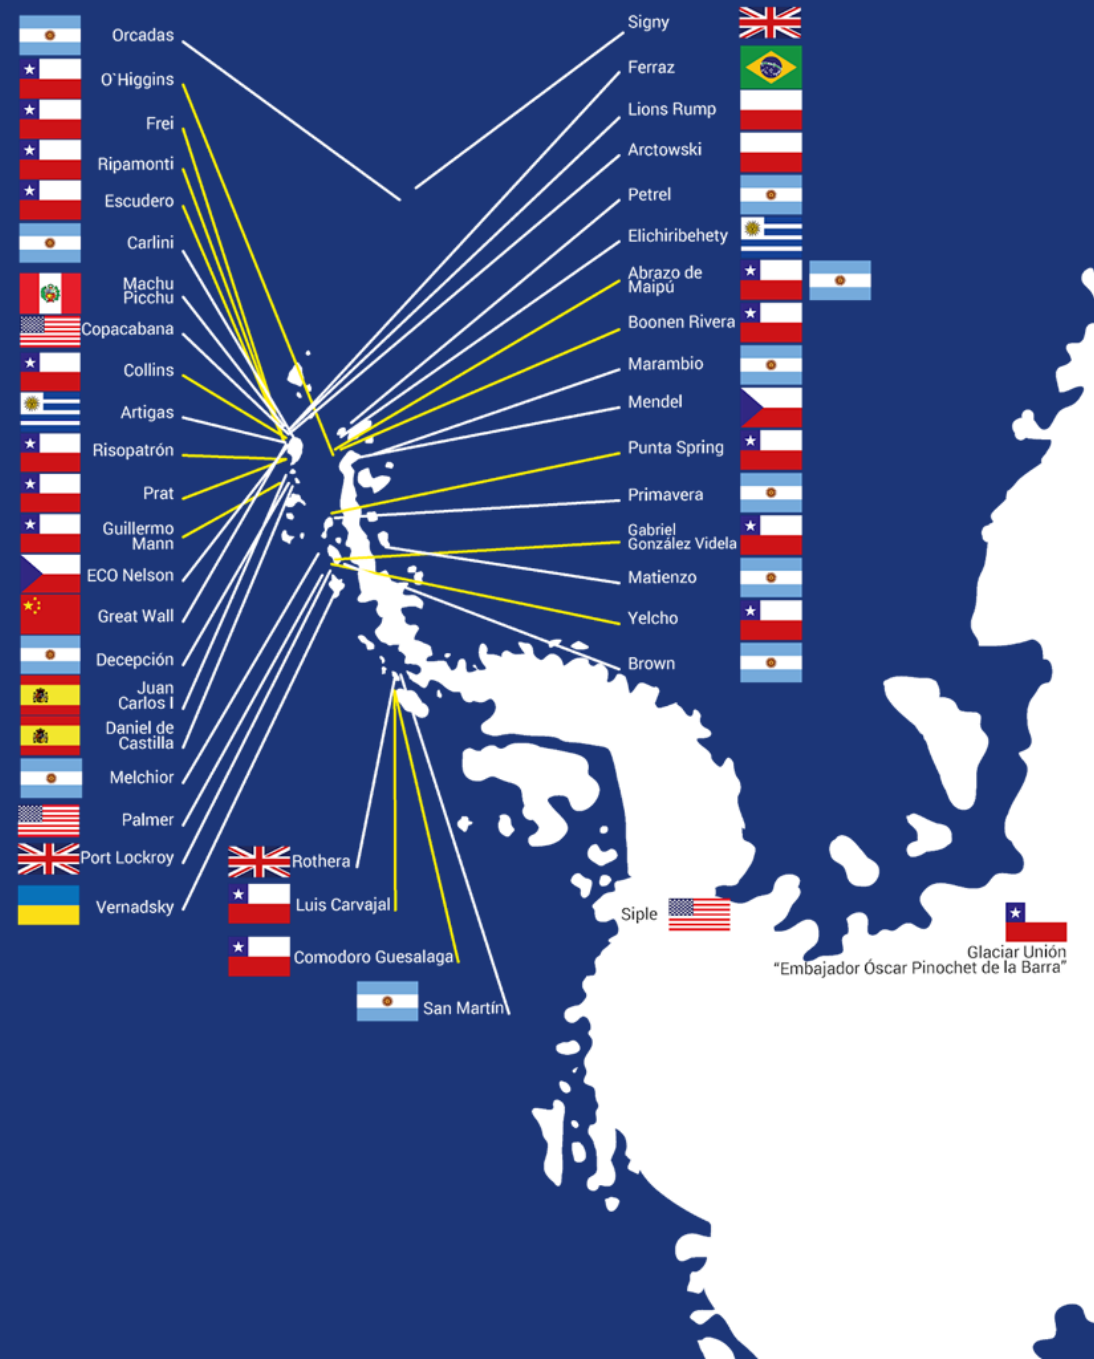 Orcadas
O`Higgins
Frei
Ripamonti
Escudero
Carlini
Machu
Picchu
Copacabana
Collins
Artigas
Risopatrón
Prat
Guillermo
Mann
ECO Nelson
Great Wall
Decepción
Juan
Carlos I
Daniel de
Castilla
Melchior
Palmer
Port Lockroy
Vernadsky
Rothera
Luis Carvajal
Comodoro Guesalaga
San Martín
Signy
Ferraz
Lions Rump
Arctowski
Petrel
Elichiribehety
Abrazo de
Maipú
Boonen Rivera
Marambio
Mendel
Punta Spring
Primavera
Gabriel
González Videla
Matienzo
Yelcho
Brown
Siple
Glaciar Unión
“Embajador Óscar Pinochet de la Barra”